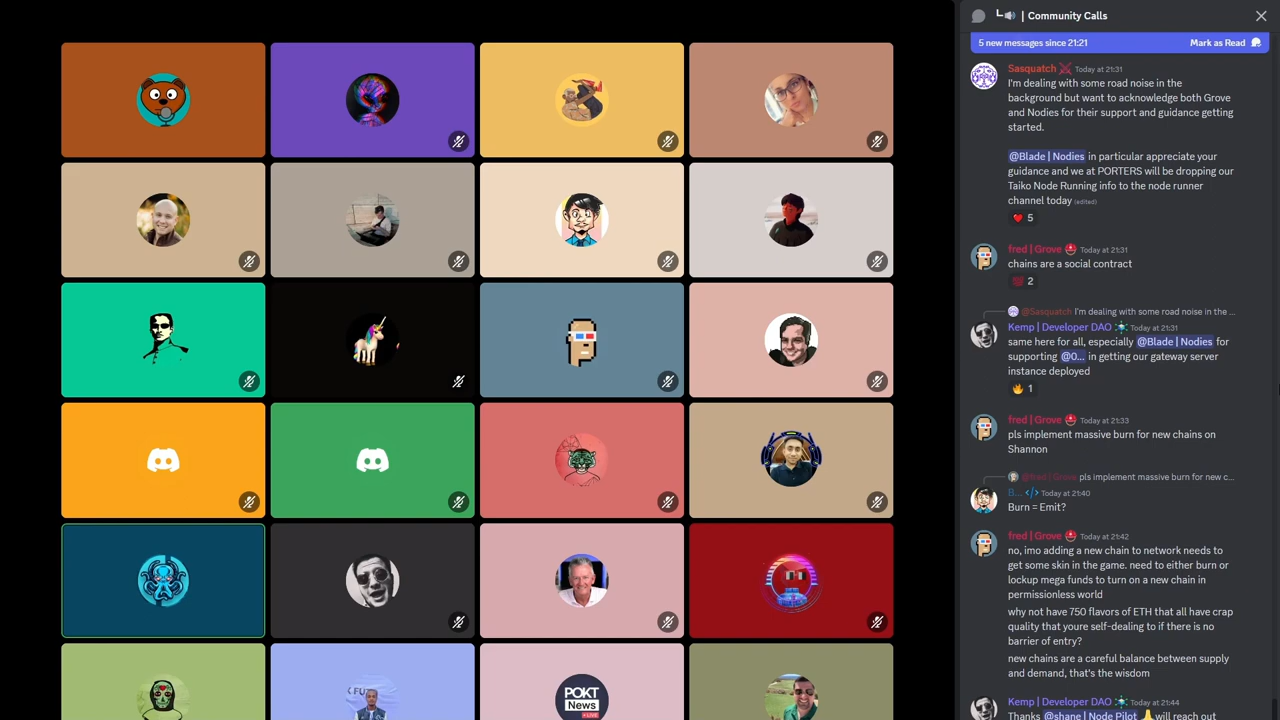 | Community Calls
5 new messages since 21:21
Mark as Read
Sasquatch Today at 21:31
I'm dealing with some road noise in the
background but want to acknowledge both Grove
and Nodies for their support and guidance getting
started.
@Blade | Nodies in particular appreciate your
guidance and we at PORTERS will be dropping our
Taiko Node Running info to the node runner
channel today (edited)
5
fred | Grove Today at 21:31
chains are a social contract
2
@Sasquatch I'm dealing with some road noise in the ...
Kemp | Developer DAO Today at 21:31
same here for all, especially @Blade | Nodies for
supporting @0... in getting our gateway server
instance deployed
1
fred | Grove Today at 21:33
pls implement massive burn for new chains on
Shannon
@fred | Grove pls implement massive burn for new c...
B... </> Today at 21:40
Burn = Emit?
fred | Grove Today at 21:42
no, imo adding a new chain to network needs to
get some skin in the game. need to either burn or
lockup mega funds to turn on a new chain in
permissionless world
why not have 750 flavors of ETH that all have crap
quality that youre self-dealing to if there is no
barrier of entry?
new chains are a careful balance between supply
and demand, that's the wisdom
Kemp | Developer DAO Today at 21:44
Thanks @shane | Node Pilot 🙏 will reach out
POKT
News
LIVE